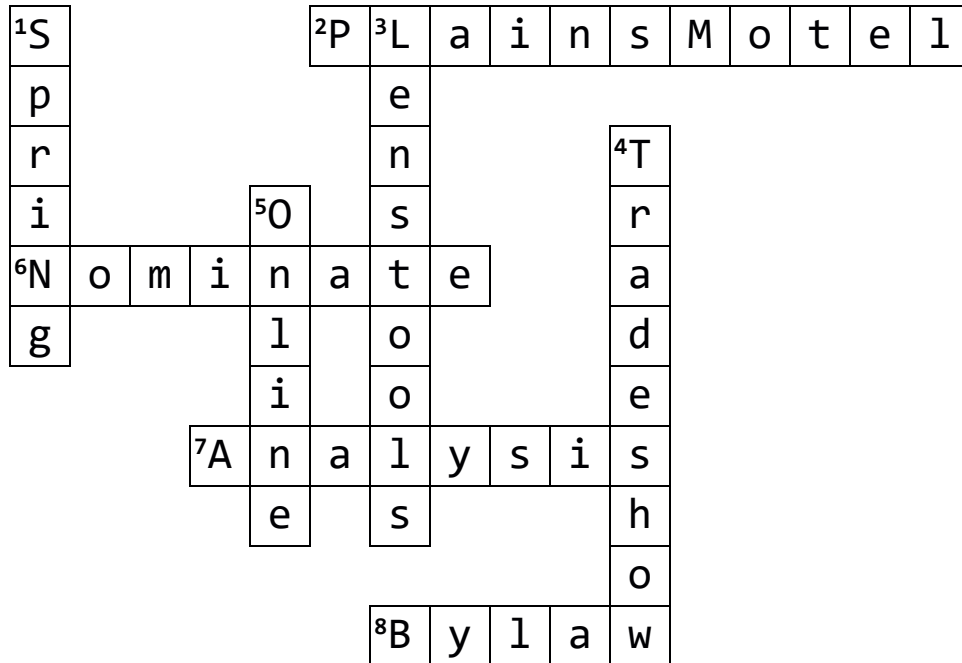 ¹S ²P ³L a i n s M o t e l
p e
r n ⁴T
i ⁵O s r
⁶N o m i n a t e a
g l o d
i o e
⁷A n a l y s i s
e s h
o
⁸B y l a w